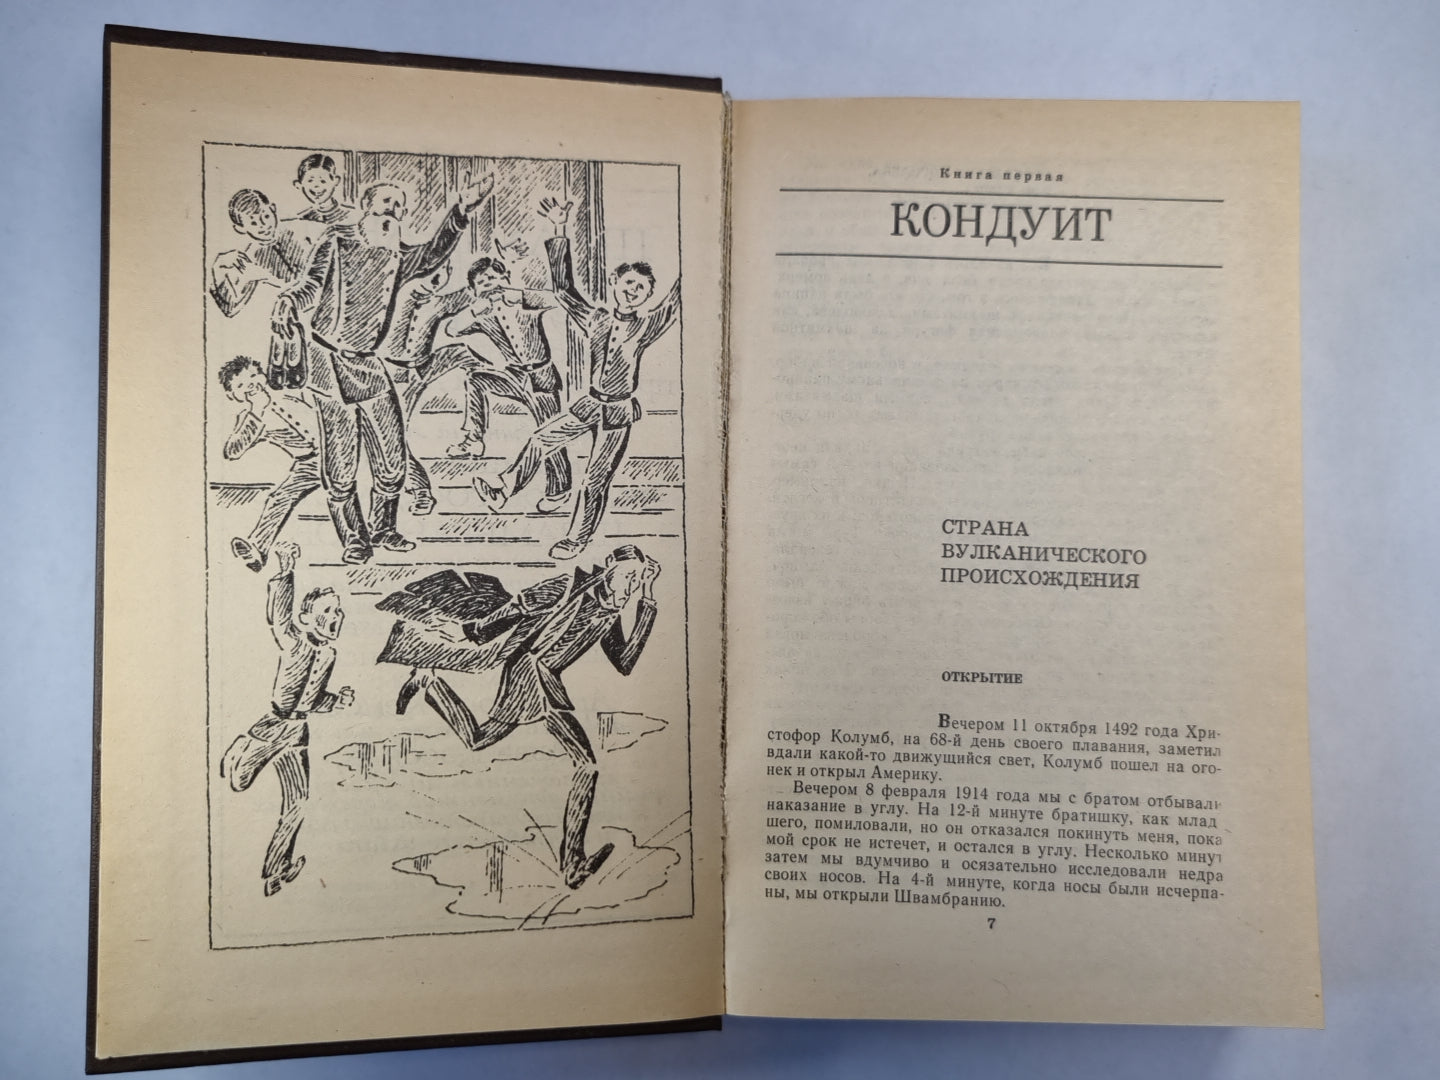 Книга первая
КОНДУИТ
СТРАНА
ВУЛКАНИЧЕСКОГО
ПРОИСХОЖДЕНИЯ
ОТКРЫТИЕ
Вечером 11 октября 1492 года Хри-
стофор Колумб, на 68-й день своего плавания, заметил
вдали какой-то движущийся свет, Колумб пошел на ого-
нек и открыл Америку.
Вечером 8 февраля 1914 года мы с братом отбывали
наказание в углу. На 12-й минуте братишку, как млад
шего, помиловали, но он отказался покинуть меня, пока
мой срок не истечет, и остался в углу. Несколько минут
затем мы вдумчиво и осязательно исследовали недра
своих носов. На 4-й минуте, когда носы были исчерпа-
ны, мы открыли Швамбранию.
7